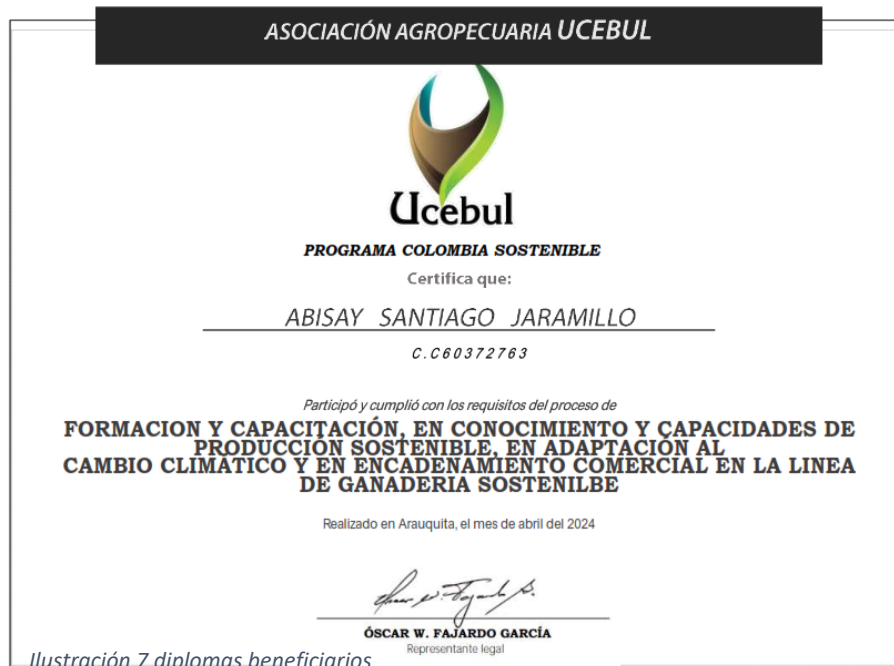 ASOCIACIÓN AGROPECUARIA UCEBUL
Ucebul
PROGRAMA COLOMBIA SOSTENIBLE
Certifica que:
ABISAY SANTIAGO JARAMILLO
C.C60372763
Participó y cumplió con los requisitos del proceso de
FORMACION Y CAPACITACIÓN, EN CONOCIMIENTO Y CAPACIDADES DE
PRODUCCIÓN SOSTENIBLE, EN ADAPTACIÓN AL
CAMBIO CLIMÁTICO Y EN ENCADENAMIENTO COMERCIAL EN LA LINEA
DE GANADERIA SOSTENILBE
Realizado en Arauquita, el mes de abril del 2024
ÓSCAR W. FAJARDO GARCÍA
Representante legal
Ilustración 7 diplomas beneficiarios